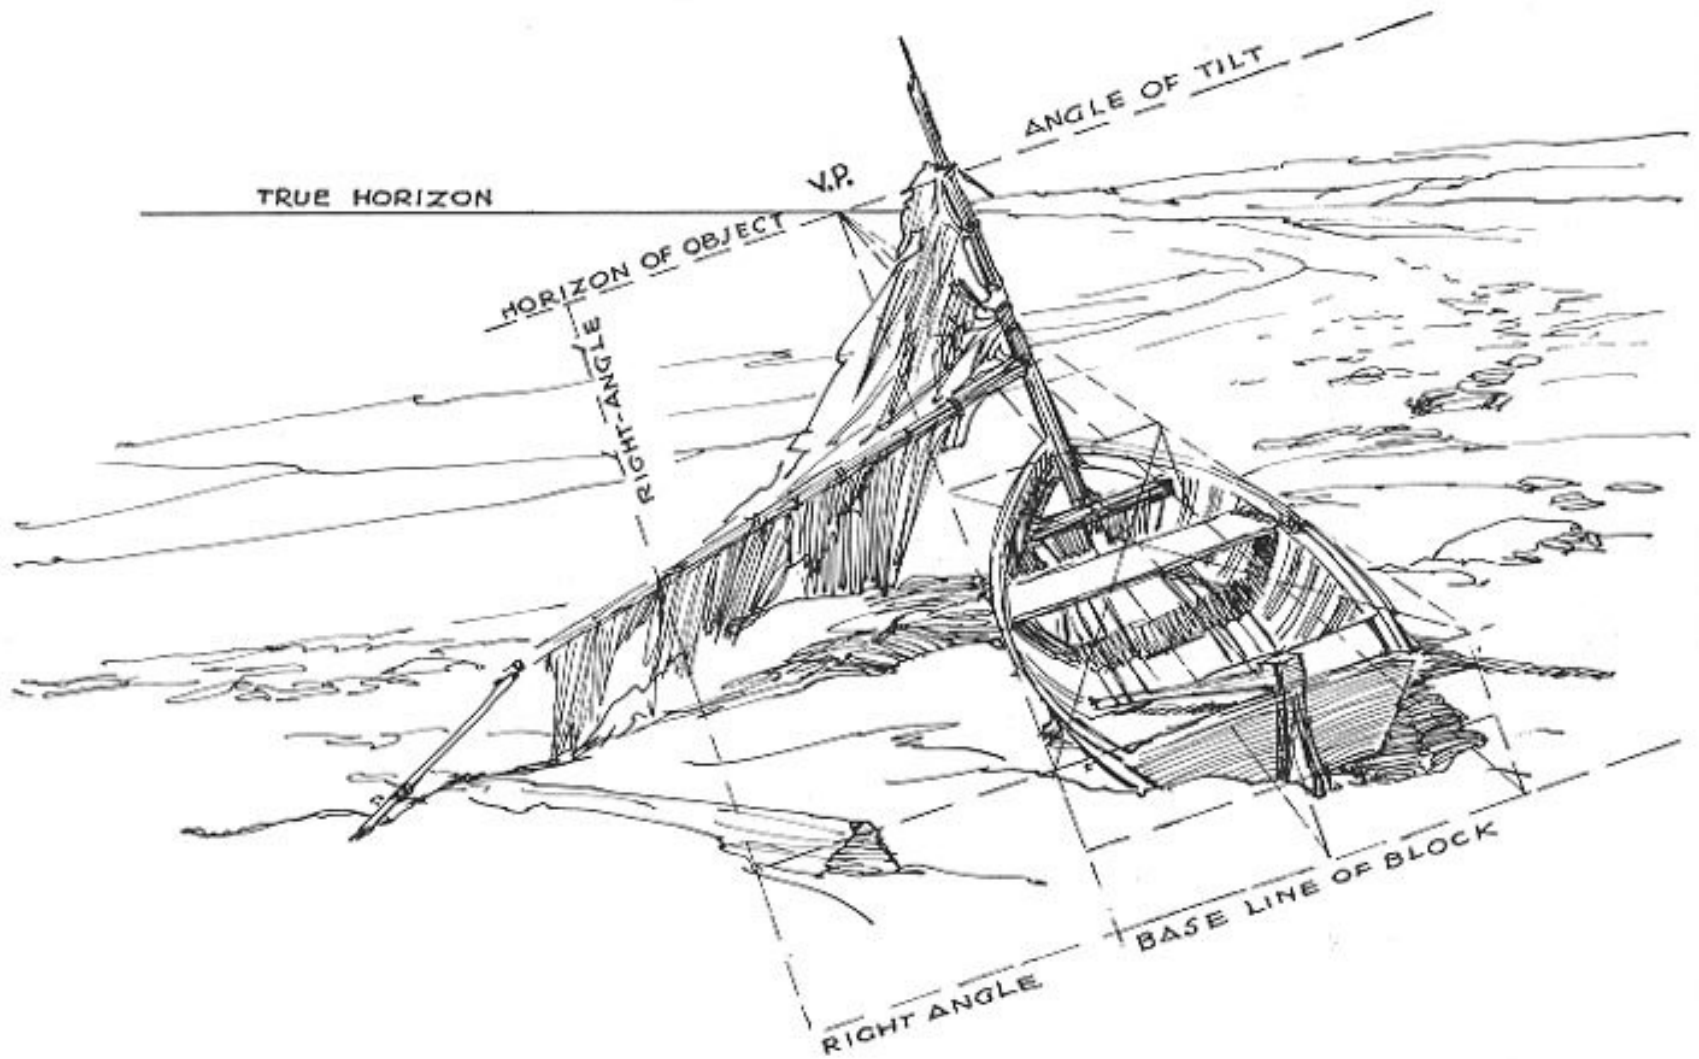 ANGLE OF TILT
V.P.
TRUE HORIZON
HORIZON OF OBJECT
RIGHT-ANGLE
BASE LINE OF BLOCK
RIGHT ANGLE